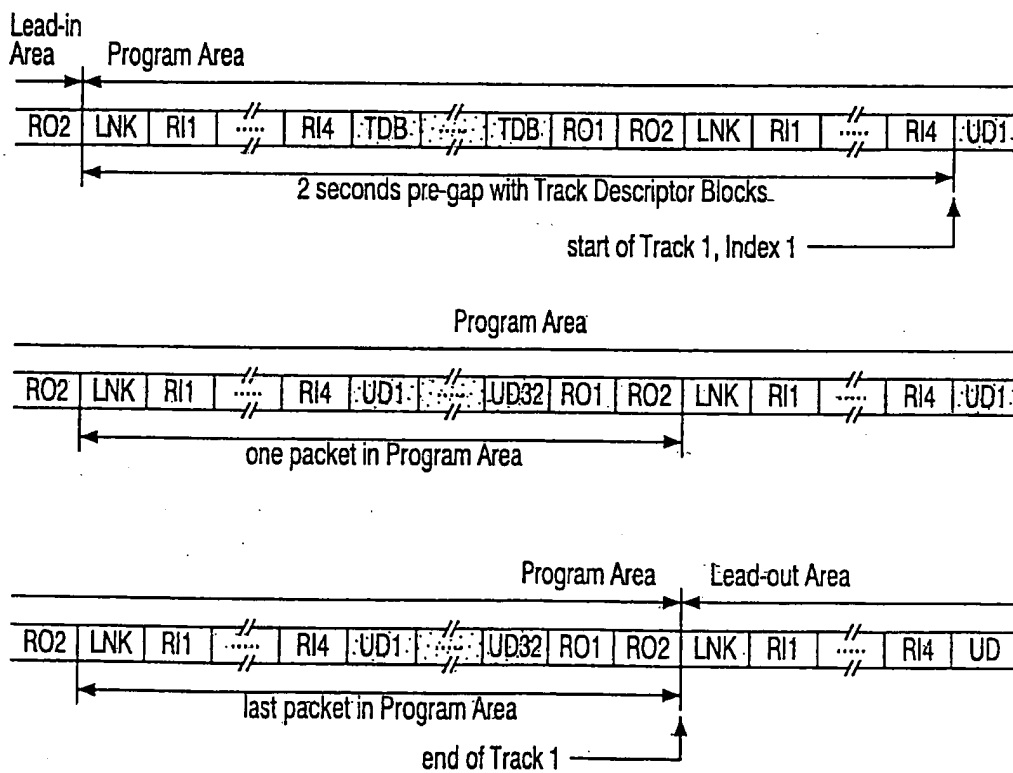 Lead-in
Area
Program Area
RO2 LNK RI1 ..... RI4 TDB ..... TDB RO1 RO2 LNK RI1 ..... RI4 UD1
2 seconds pre-gap with Track Descriptor Blocks
start of Track 1, Index 1
Program Area
RO2 LNK RI1 ..... RI4 UD1 ..... UD32 RO1 RO2 LNK RI1 ..... RI4 UD1
one packet in Program Area
Program Area Lead-out Area
RO2 LNK RI1 ..... RI4 UD1 ..... UD32 RO1 RO2 LNK RI1 ..... RI4 UD
last packet in Program Area
end of Track 1